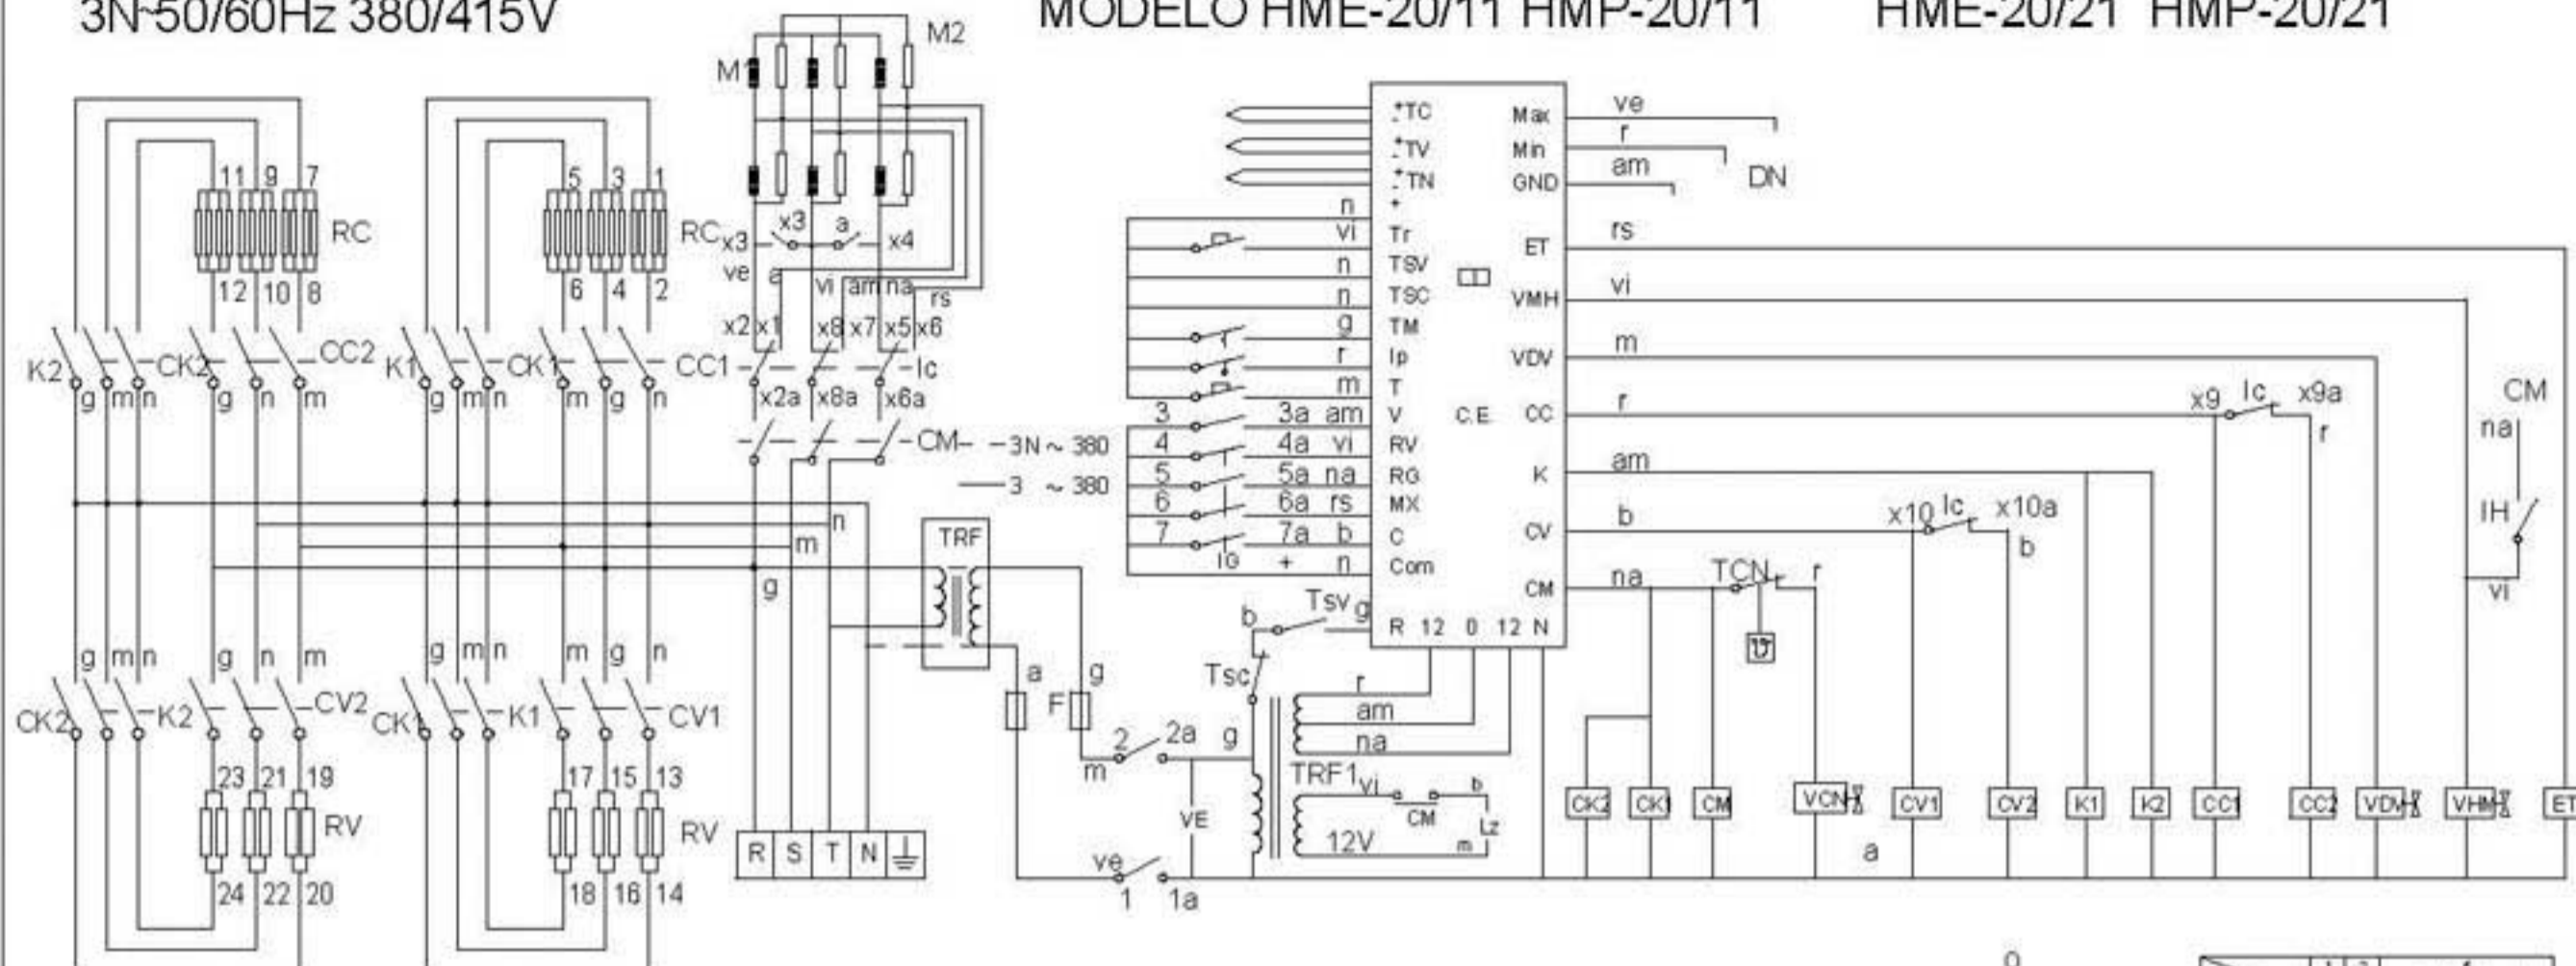 3N~50/60Hz 380/415V MODELO HME-20/11 HMP-20/11 HME-20/21 HMP-20/21
M1 M2
11 9 7 5 3 1
RC RC
12 10 8 6 4 2
K2 CK2 CC2 K1 CK1 CC1
g m n g n m g m n m g n
x3 x3 a x4
ve a vi am na rs
x2 x1 x8 x7 x5 x6
Ic
x2a x8a x6a
CM
3N ~ 380
3 ~ 380
n
m
g
TRF
g m n g n m g m n m g n
CK2 K2 CV2 CK1 K1 CV1
23 21 19 17 15 13
RV RV
24 22 20 18 16 14
R S T N
a g
F
m 2 2a g
VE
ve 1 1a
+TC
-
+TV
-
+TN
-
n +
vi Tr
n TSV
n TSC
g TM
r Ip
m T
3 3a am V
4 4a vi RV
5 5a na RG
6 6a rs MX
7 7a b C
IG + n Com
C.E
Max ve
Min r
GND am
DN
ET rs
VMH vi
VDV m
CC r x9 Ic x9a r
K am
CV b x10 Ic x10a b
CM na TCN r
R 12 0 12 N
b Tsv g
Tsc
r
am
na
TRF1
vi b
CM
Lz
12V m
CM
na
IH
vi
CK2 CK1 CM VCN CV1 CV2 K1 K2 CC1 CC2 VDV VHM ET
a